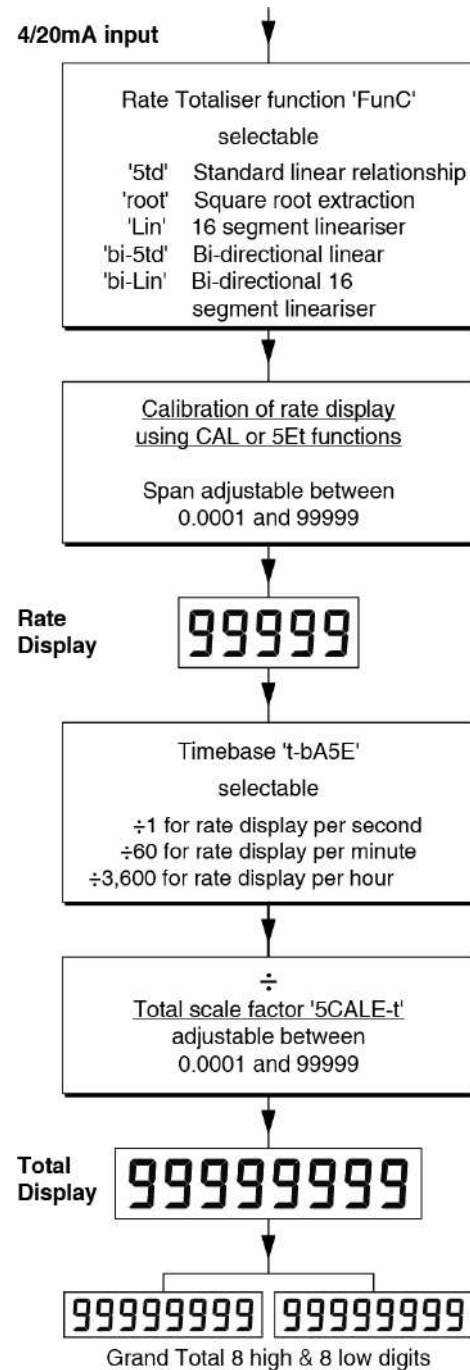 4/20mA input
Rate Totaliser function 'FunC'
selectable
'5td' Standard linear relationship
'root' Square root extraction
'Lin' 16 segment lineariser
'bi-5td' Bi-directional linear
'bi-Lin' Bi-directional 16
segment lineariser
Calibration of rate display
using CAL or 5Et functions
Span adjustable between
0.0001 and 99999
Rate
Display
99999
Timebase 't-bA5E'
selectable
÷1 for rate display per second
÷60 for rate display per minute
÷3,600 for rate display per hour
÷
Total scale factor '5CALE-t'
adjustable between
0.0001 and 99999
Total
Display
99999999
99999999 99999999
Grand Total 8 high & 8 low digits